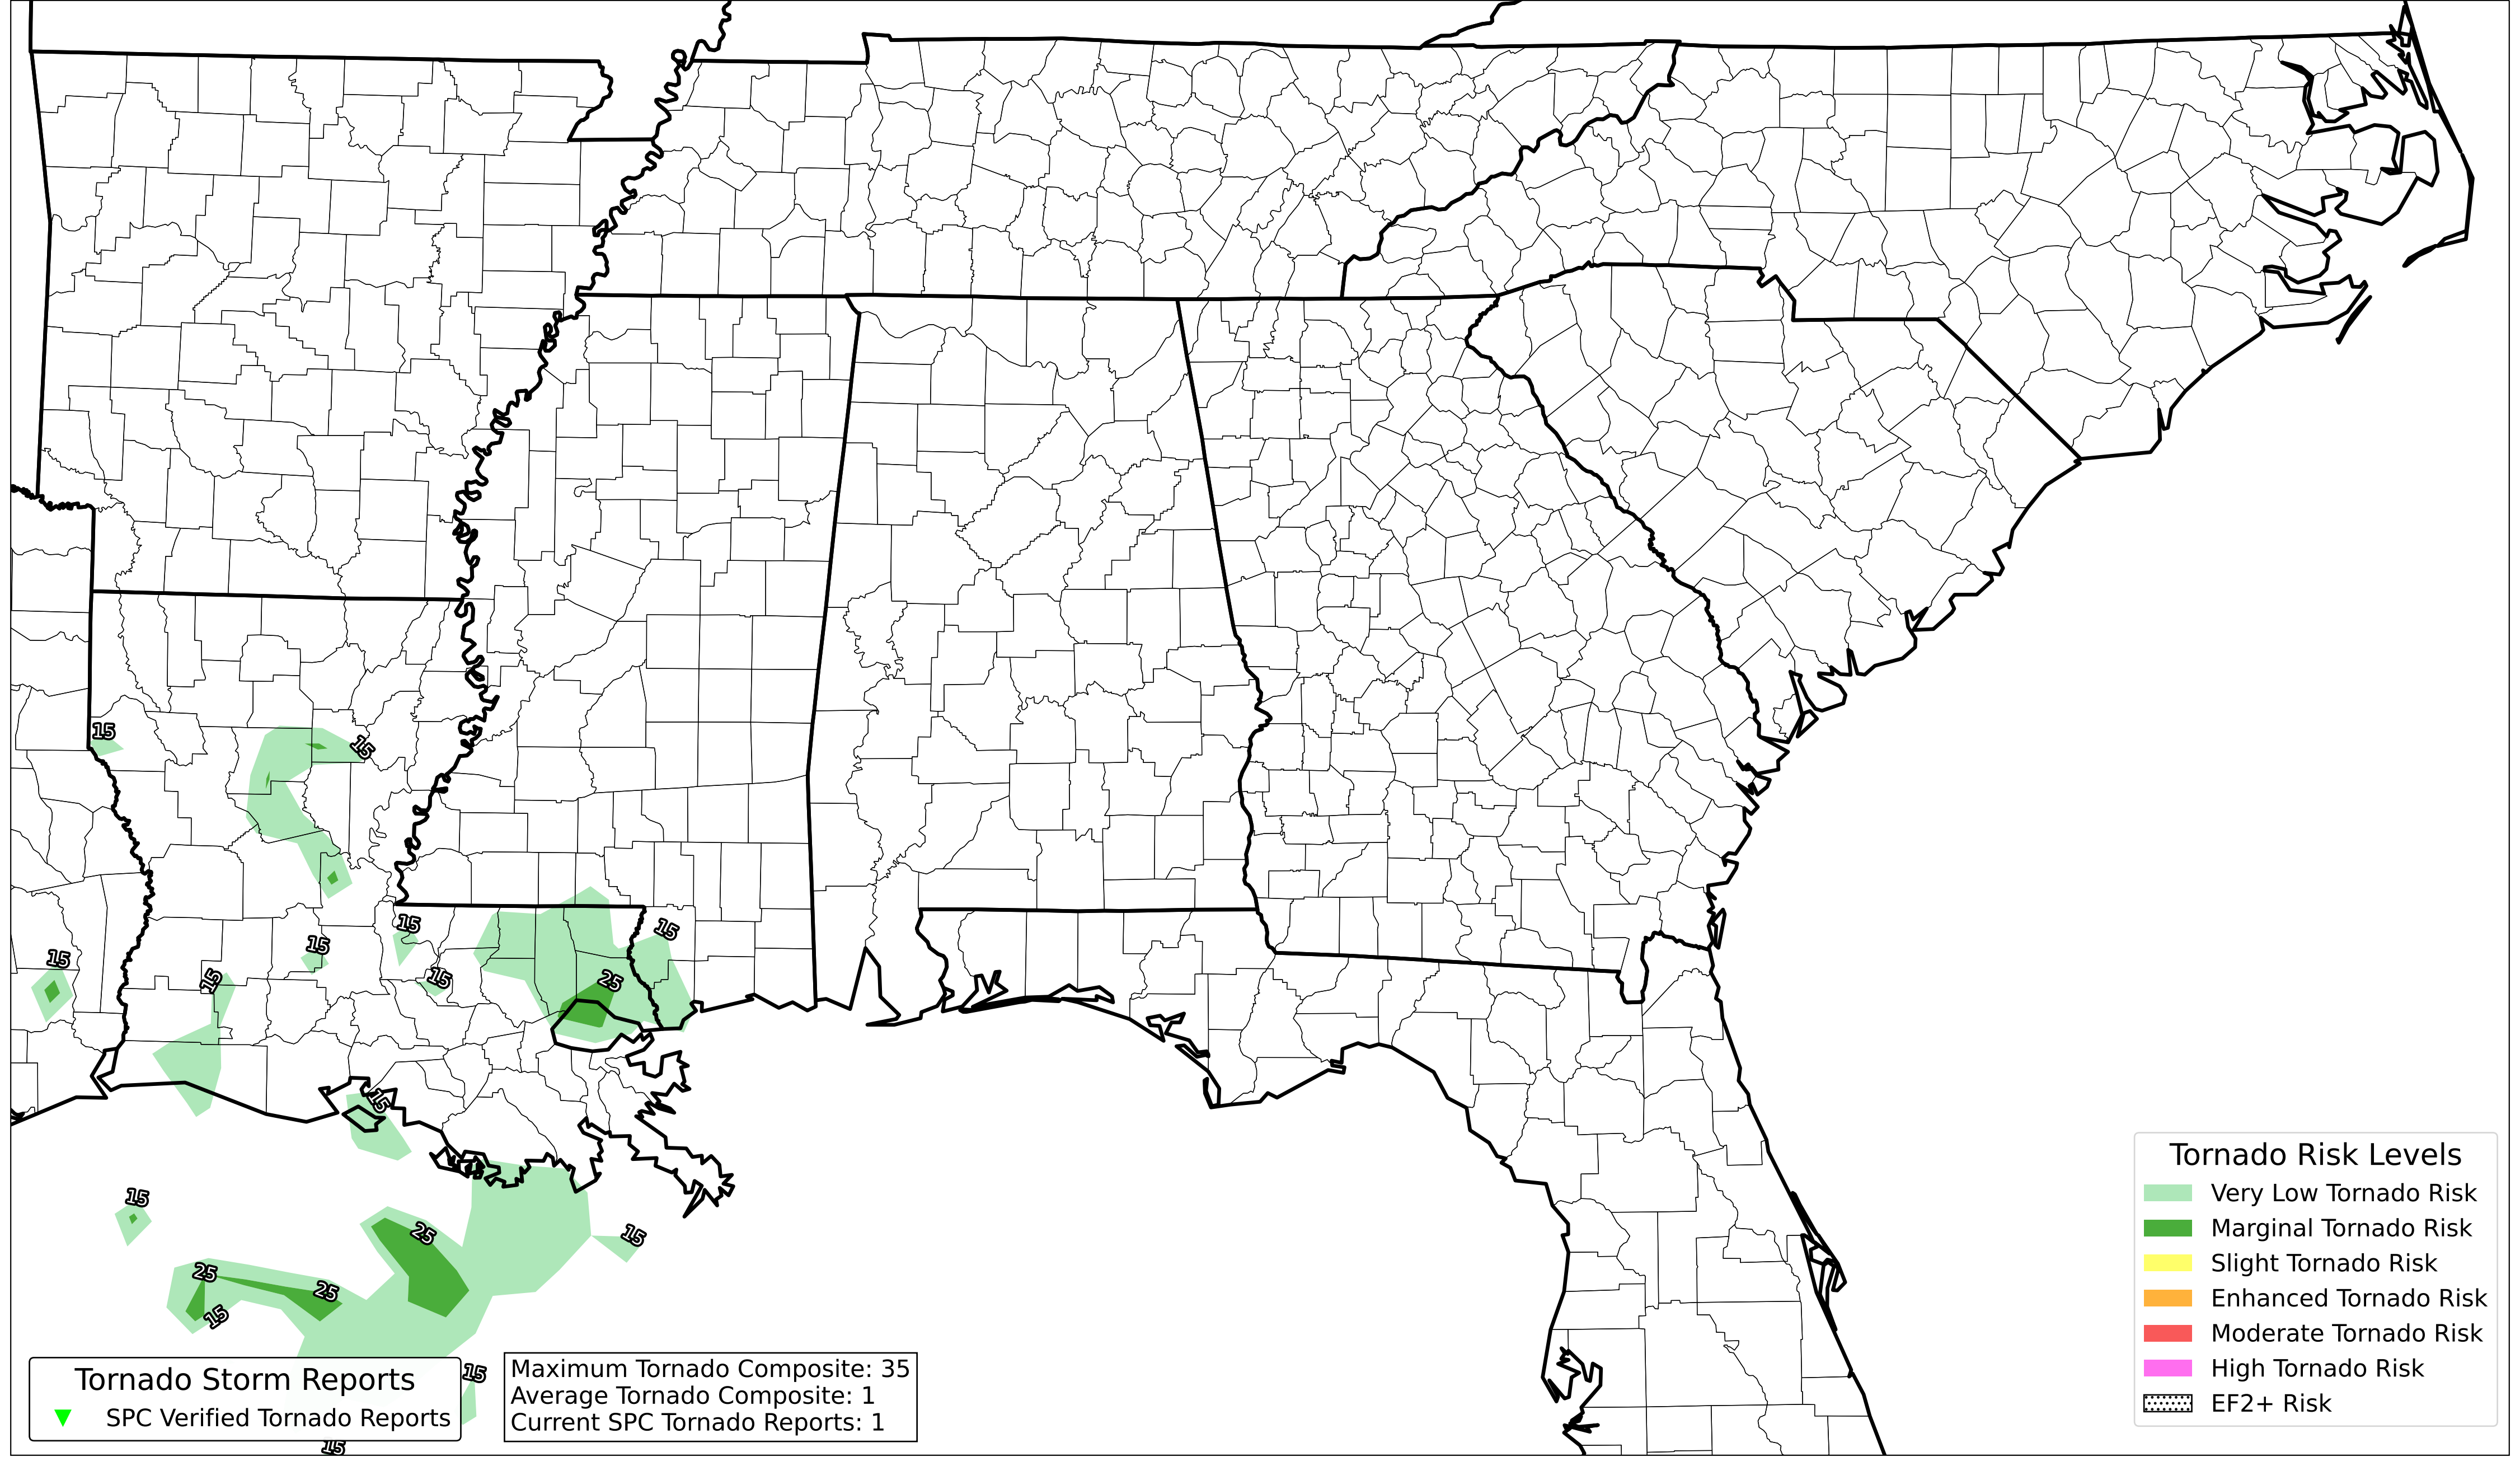 15
15
15
15
15
15
25
15
15
15
15
25
15
25
25
15
15
15
Tornado Storm Reports
SPC Verified Tornado Reports
Maximum Tornado Composite: 35
Average Tornado Composite: 1
Current SPC Tornado Reports: 1
Tornado Risk Levels
Very Low Tornado Risk
Marginal Tornado Risk
Slight Tornado Risk
Enhanced Tornado Risk
Moderate Tornado Risk
High Tornado Risk
EF2+ Risk